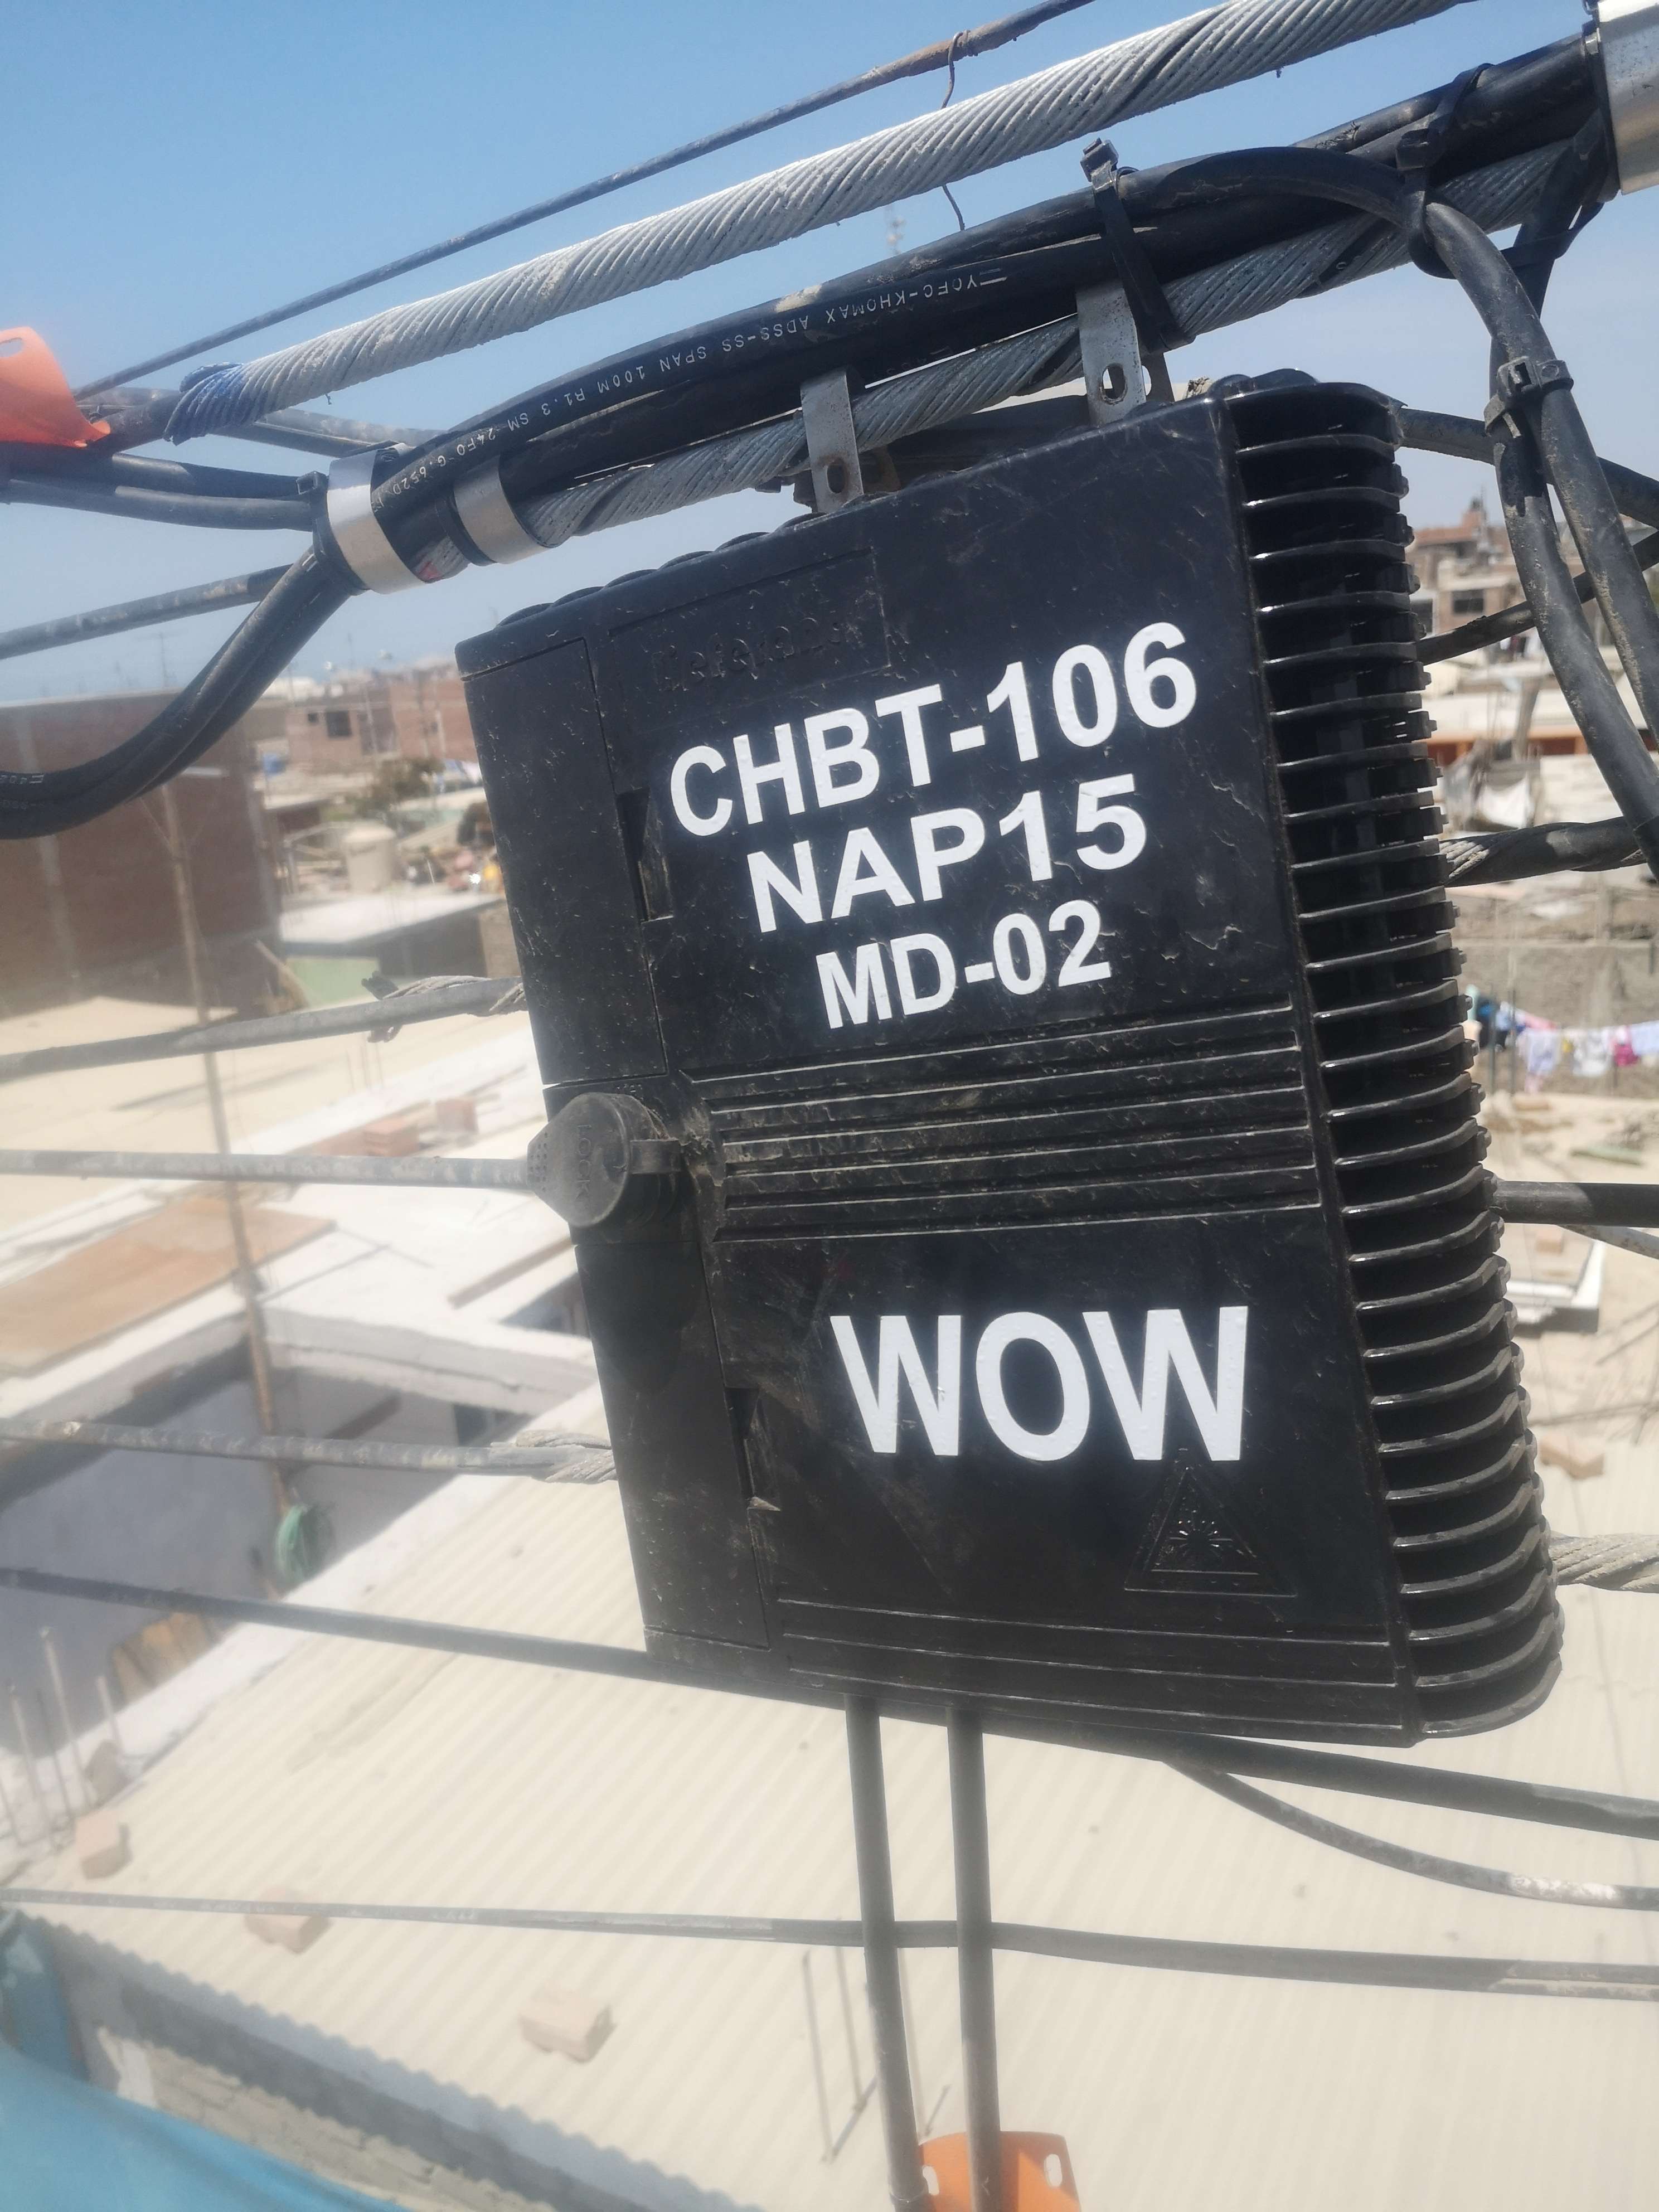 YOFC-KHOMAX ADSS-SS SPAN 100M R1.3 SM 24FO G.652D
CHBT-106
NAP15
MD-02
LOCK
WOW